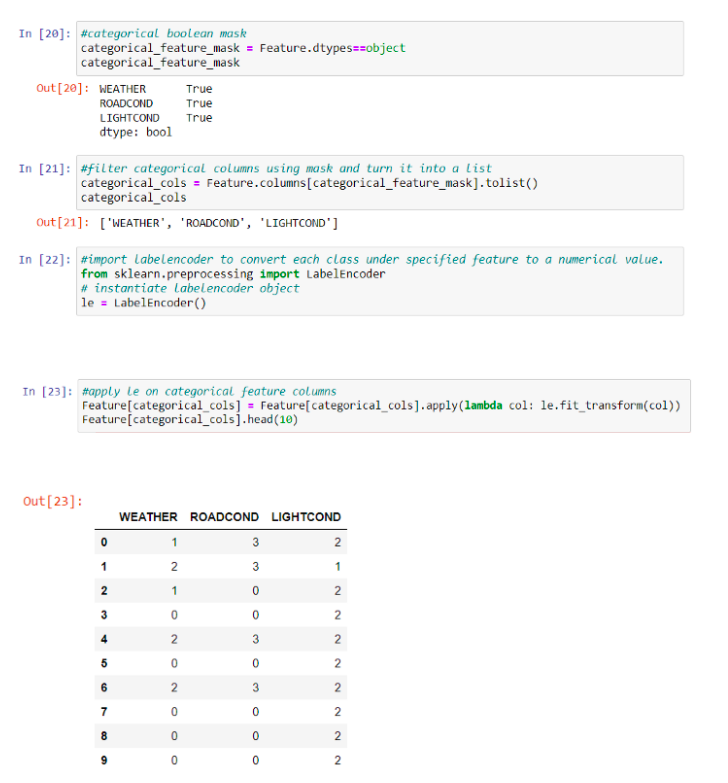 In [20]: #categorical boolean mask
categorical_feature_mask = Feature.dtypes==object
categorical_feature_mask
Out[20]: WEATHER True
ROADCOND True
LIGHTCOND True
dtype: bool
In [21]: #filter categorical columns using mask and turn it into a list
categorical_cols = Feature.columns[categorical_feature_mask].tolist()
categorical_cols
Out[21]: ['WEATHER', 'ROADCOND', 'LIGHTCOND']
In [22]: #import labelencoder to convert each class under specified feature to a numerical value.
from sklearn.preprocessing import LabelEncoder
# instantiate labelencoder object
le = LabelEncoder()
In [23]: #apply le on categorical feature columns
Feature[categorical_cols] = Feature[categorical_cols].apply(lambda col: le.fit_transform(col))
Feature[categorical_cols].head(10)
Out[23]:
WEATHER ROADCOND LIGHTCOND
0 1 3 2
1 2 3 1
2 1 0 2
3 0 0 2
4 2 3 2
5 0 0 2
6 2 3 2
7 0 0 2
8 0 0 2
9 0 0 2